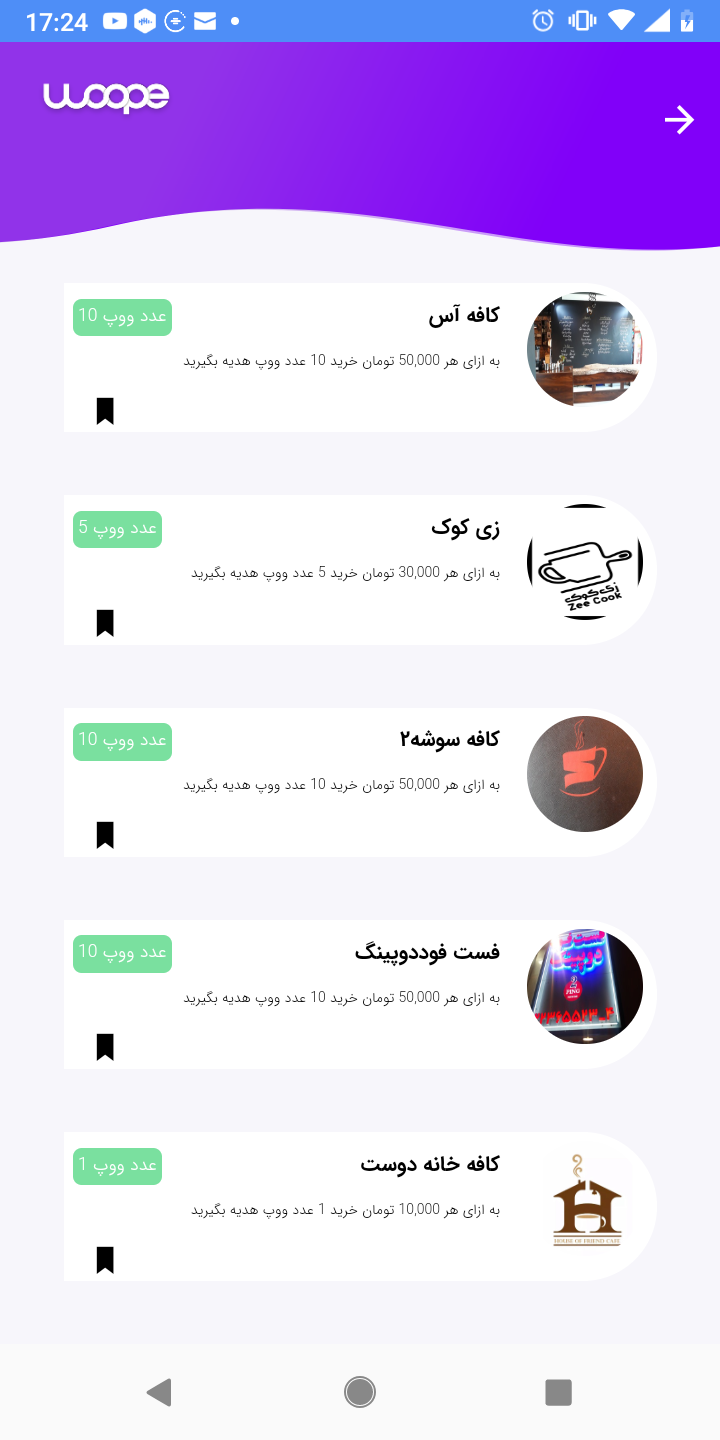 17:24
woope
کافه آس
عدد ووپ 10
به ازای هر 50,000 تومان خرید 10 عدد ووپ هدیه بگیرید
زی کوک
عدد ووپ 5
به ازای هر 30,000 تومان خرید 5 عدد ووپ هدیه بگیرید
زی کوک
Zee Cook
کافه سوشه۲
عدد ووپ 10
به ازای هر 50,000 تومان خرید 10 عدد ووپ هدیه بگیرید
فست فوددوپینگ
عدد ووپ 10
به ازای هر 50,000 تومان خرید 10 عدد ووپ هدیه بگیرید
PING
کافه خانه دوست
عدد ووپ 1
به ازای هر 10,000 تومان خرید 1 عدد ووپ هدیه بگیرید
HOUSE OF FRIEND CAFE